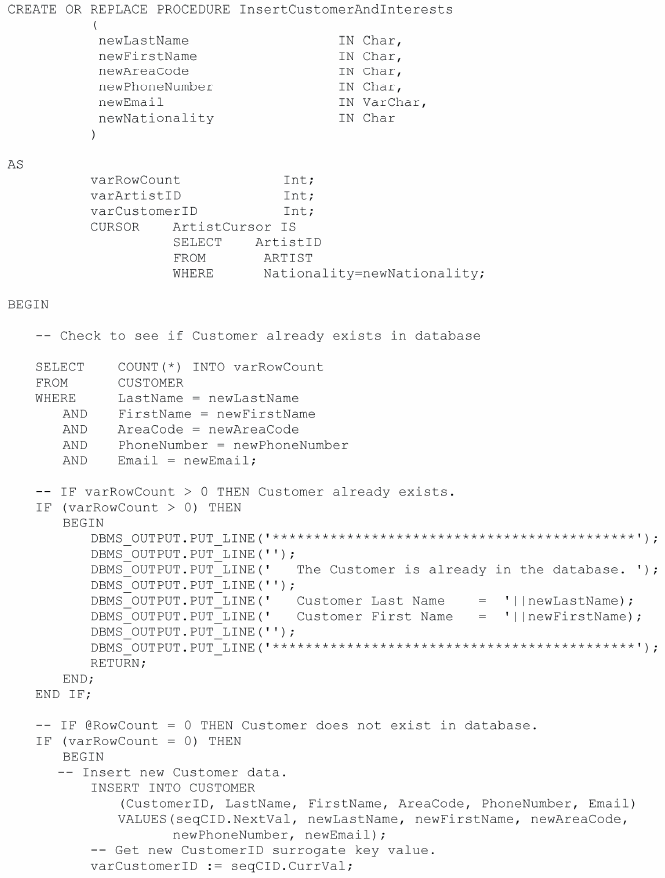 CREATE OR REPLACE PROCEDURE InsertCustomerAndInterests
(
newLastName IN Char,
newFirstName IN Char,
newAreaCode IN Char,
newPhoneNumber IN Char,
newEmail IN VarChar,
newNationality IN Char
)
AS
varRowCount Int;
varArtistID Int;
varCustomerID Int;
CURSOR ArtistCursor IS
SELECT ArtistID
FROM ARTIST
WHERE Nationality=newNationality;
BEGIN
-- Check to see if Customer already exists in database
SELECT COUNT(*) INTO varRowCount
FROM CUSTOMER
WHERE LastName = newLastName
AND FirstName = newFirstName
AND AreaCode = newAreaCode
AND PhoneNumber = newPhoneNumber
AND Email = newEmail;
-- IF varRowCount > 0 THEN Customer already exists.
IF (varRowCount > 0) THEN
BEGIN
DBMS_OUTPUT.PUT_LINE('********************************************');
DBMS_OUTPUT.PUT_LINE('');
DBMS_OUTPUT.PUT_LINE('   The Customer is already in the database. ');
DBMS_OUTPUT.PUT_LINE('');
DBMS_OUTPUT.PUT_LINE('   Customer Last Name    =  '||newLastName);
DBMS_OUTPUT.PUT_LINE('   Customer First Name   =  '||newFirstName);
DBMS_OUTPUT.PUT_LINE('');
DBMS_OUTPUT.PUT_LINE('********************************************');
RETURN;
END;
END IF;
-- IF @RowCount = 0 THEN Customer does not exist in database.
IF (varRowCount = 0) THEN
BEGIN
-- Insert new Customer data.
INSERT INTO CUSTOMER
(CustomerID, LastName, FirstName, AreaCode, PhoneNumber, Email)
VALUES(seqCID.NextVal, newLastName, newFirstName, newAreaCode,
newPhoneNumber, newEmail);
-- Get new CustomerID surrogate key value.
varCustomerID := seqCID.CurrVal;